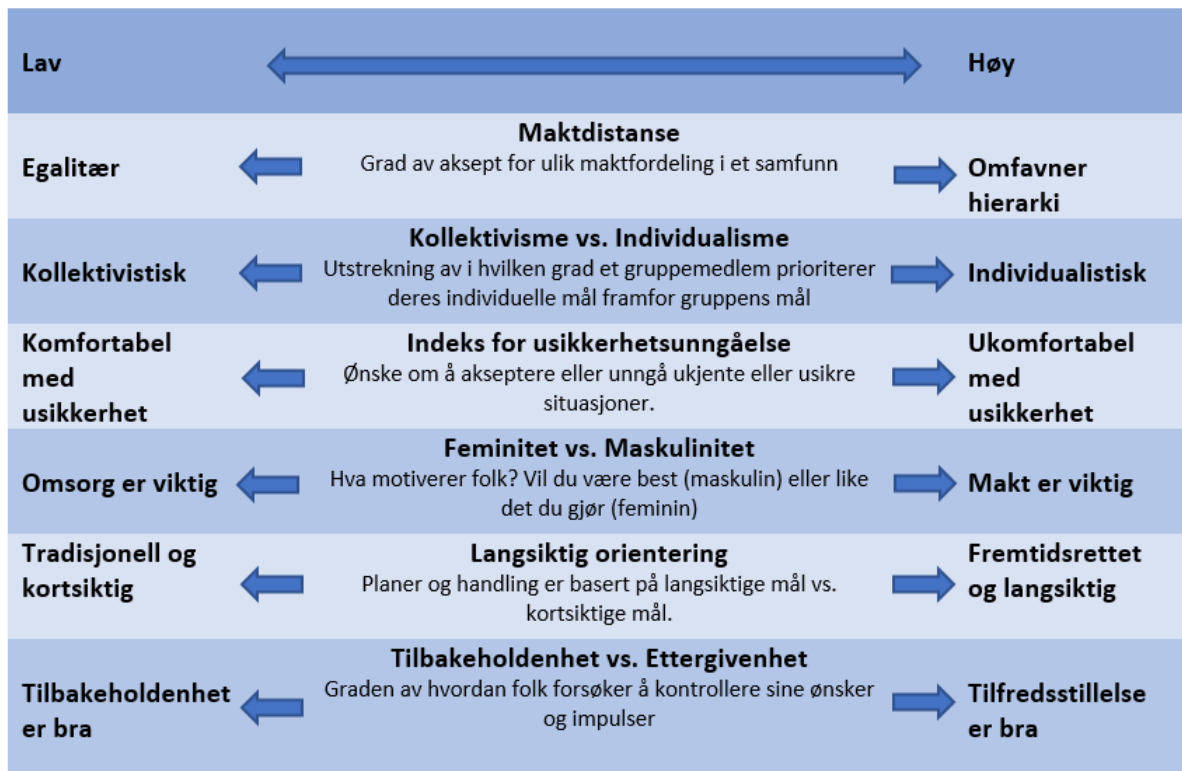 Lav
Høy
Maktdistanse
Grad av aksept for ulik maktfordeling i et samfunn
Egalitær
Omfavner
hierarki
Kollektivisme vs. Individualisme
Utstrekning av i hvilken grad et gruppemedlem prioriterer
deres individuelle mål framfor gruppens mål
Kollektivistisk
Individualistisk
Komfortabel
med
usikkerhet
Indeks for usikkerhetsunngåelse
Ønske om å akseptere eller unngå ukjente eller usikre
situasjoner.
Ukomfortabel
med
usikkerhet
Feminitet vs. Maskulinitet
Hva motiverer folk? Vil du være best (maskulin) eller like
det du gjør (feminin)
Omsorg er viktig
Makt er viktig
Tradisjonell og
kortsiktig
Langsiktig orientering
Planer og handling er basert på langsiktige mål vs.
kortsiktige mål.
Fremtidsrettet
og langsiktig
Tilbakeholdenhet vs. Ettergivenhet
Graden av hvordan folk forsøker å kontrollere sine ønsker
og impulser
Tilbakeholdenhet
er bra
Tilfredsstillelse
er bra